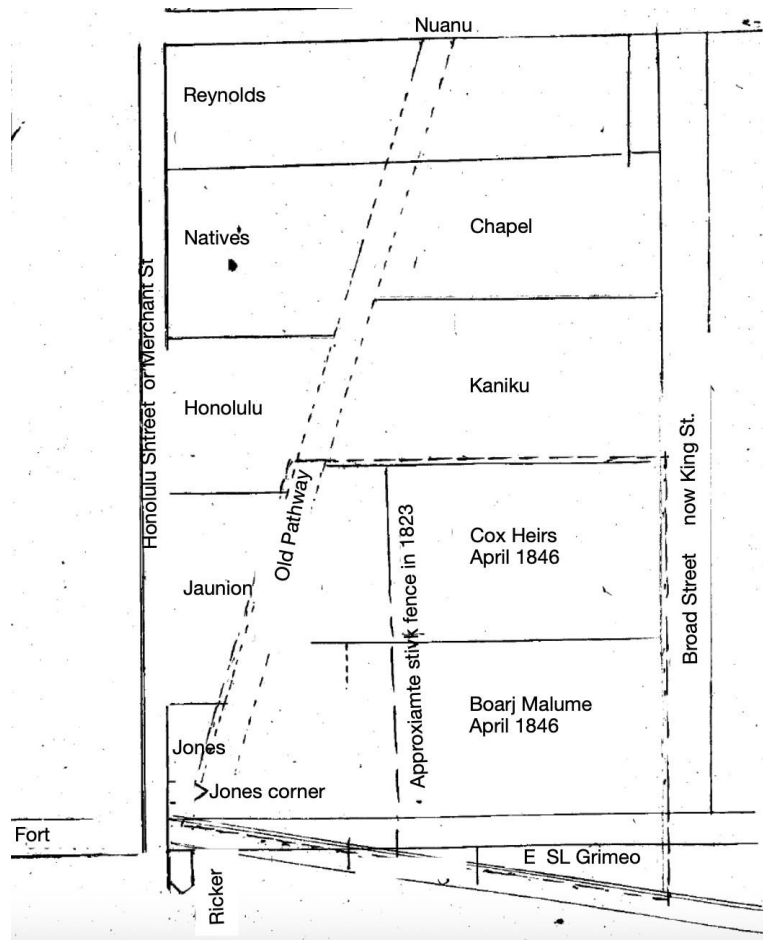 Nuanu
Reynolds
Natives
Chapel
Honolulu Shtreet or Merchant St
Honolulu
Kaniku
Broad Street now King St.
Old Pathway
Approxiamte stivk fence in 1823
Cox Heirs
April 1846
Jaunion
Boarj Malume
April 1846
Jones
Jones corner
Fort
E SL Grimeo
Ricker